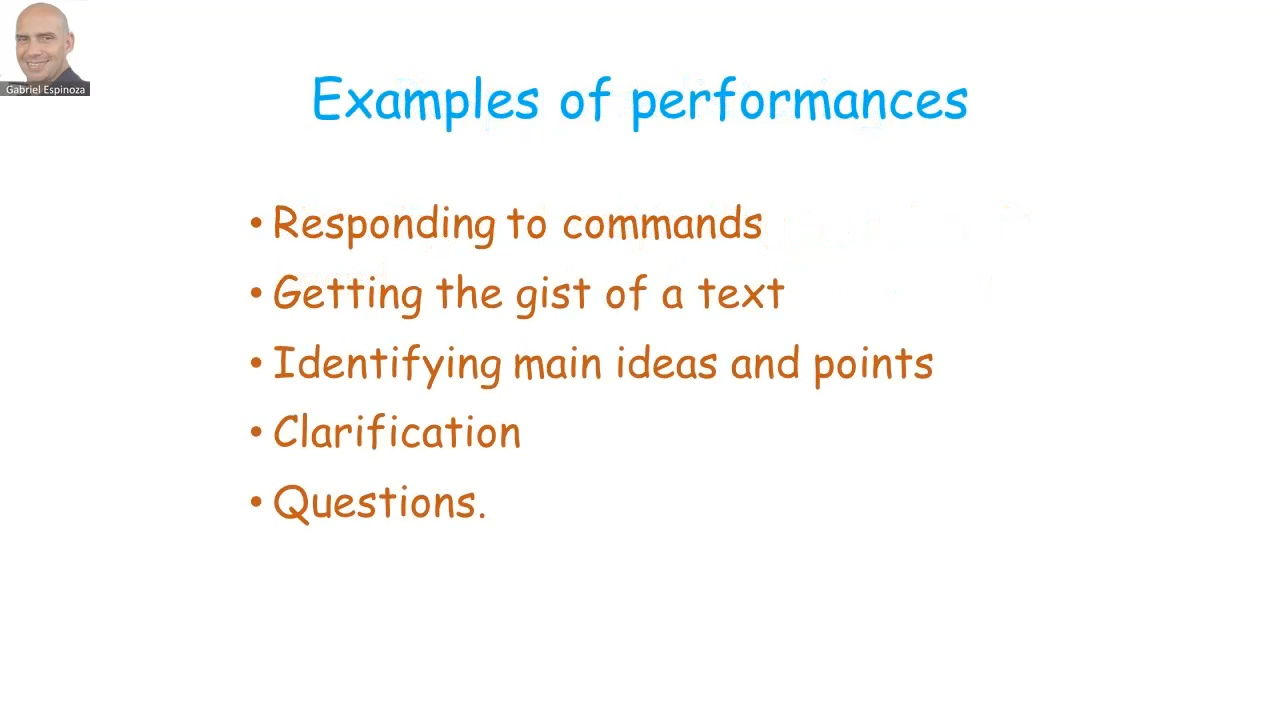 Gabriel Espinoza
Examples of performances
• Responding to commands
• Getting the gist of a text
• Identifying main ideas and points
• Clarification
• Questions.